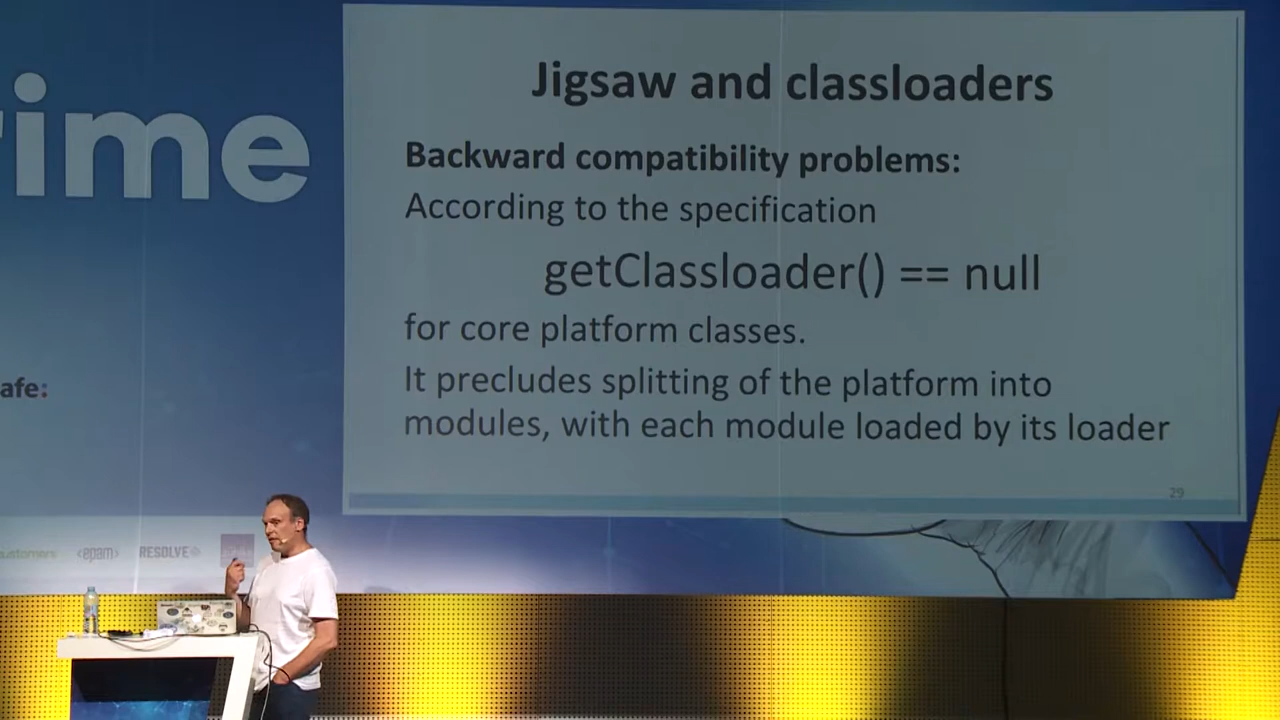 Jigsaw and classloaders
Backward compatibility problems:
According to the specification
getClassloader() == null
for core platform classes.
It precludes splitting of the platform into
modules, with each module loaded by its loader
29
rime
afe:
customers
<epam>
RESOLVE